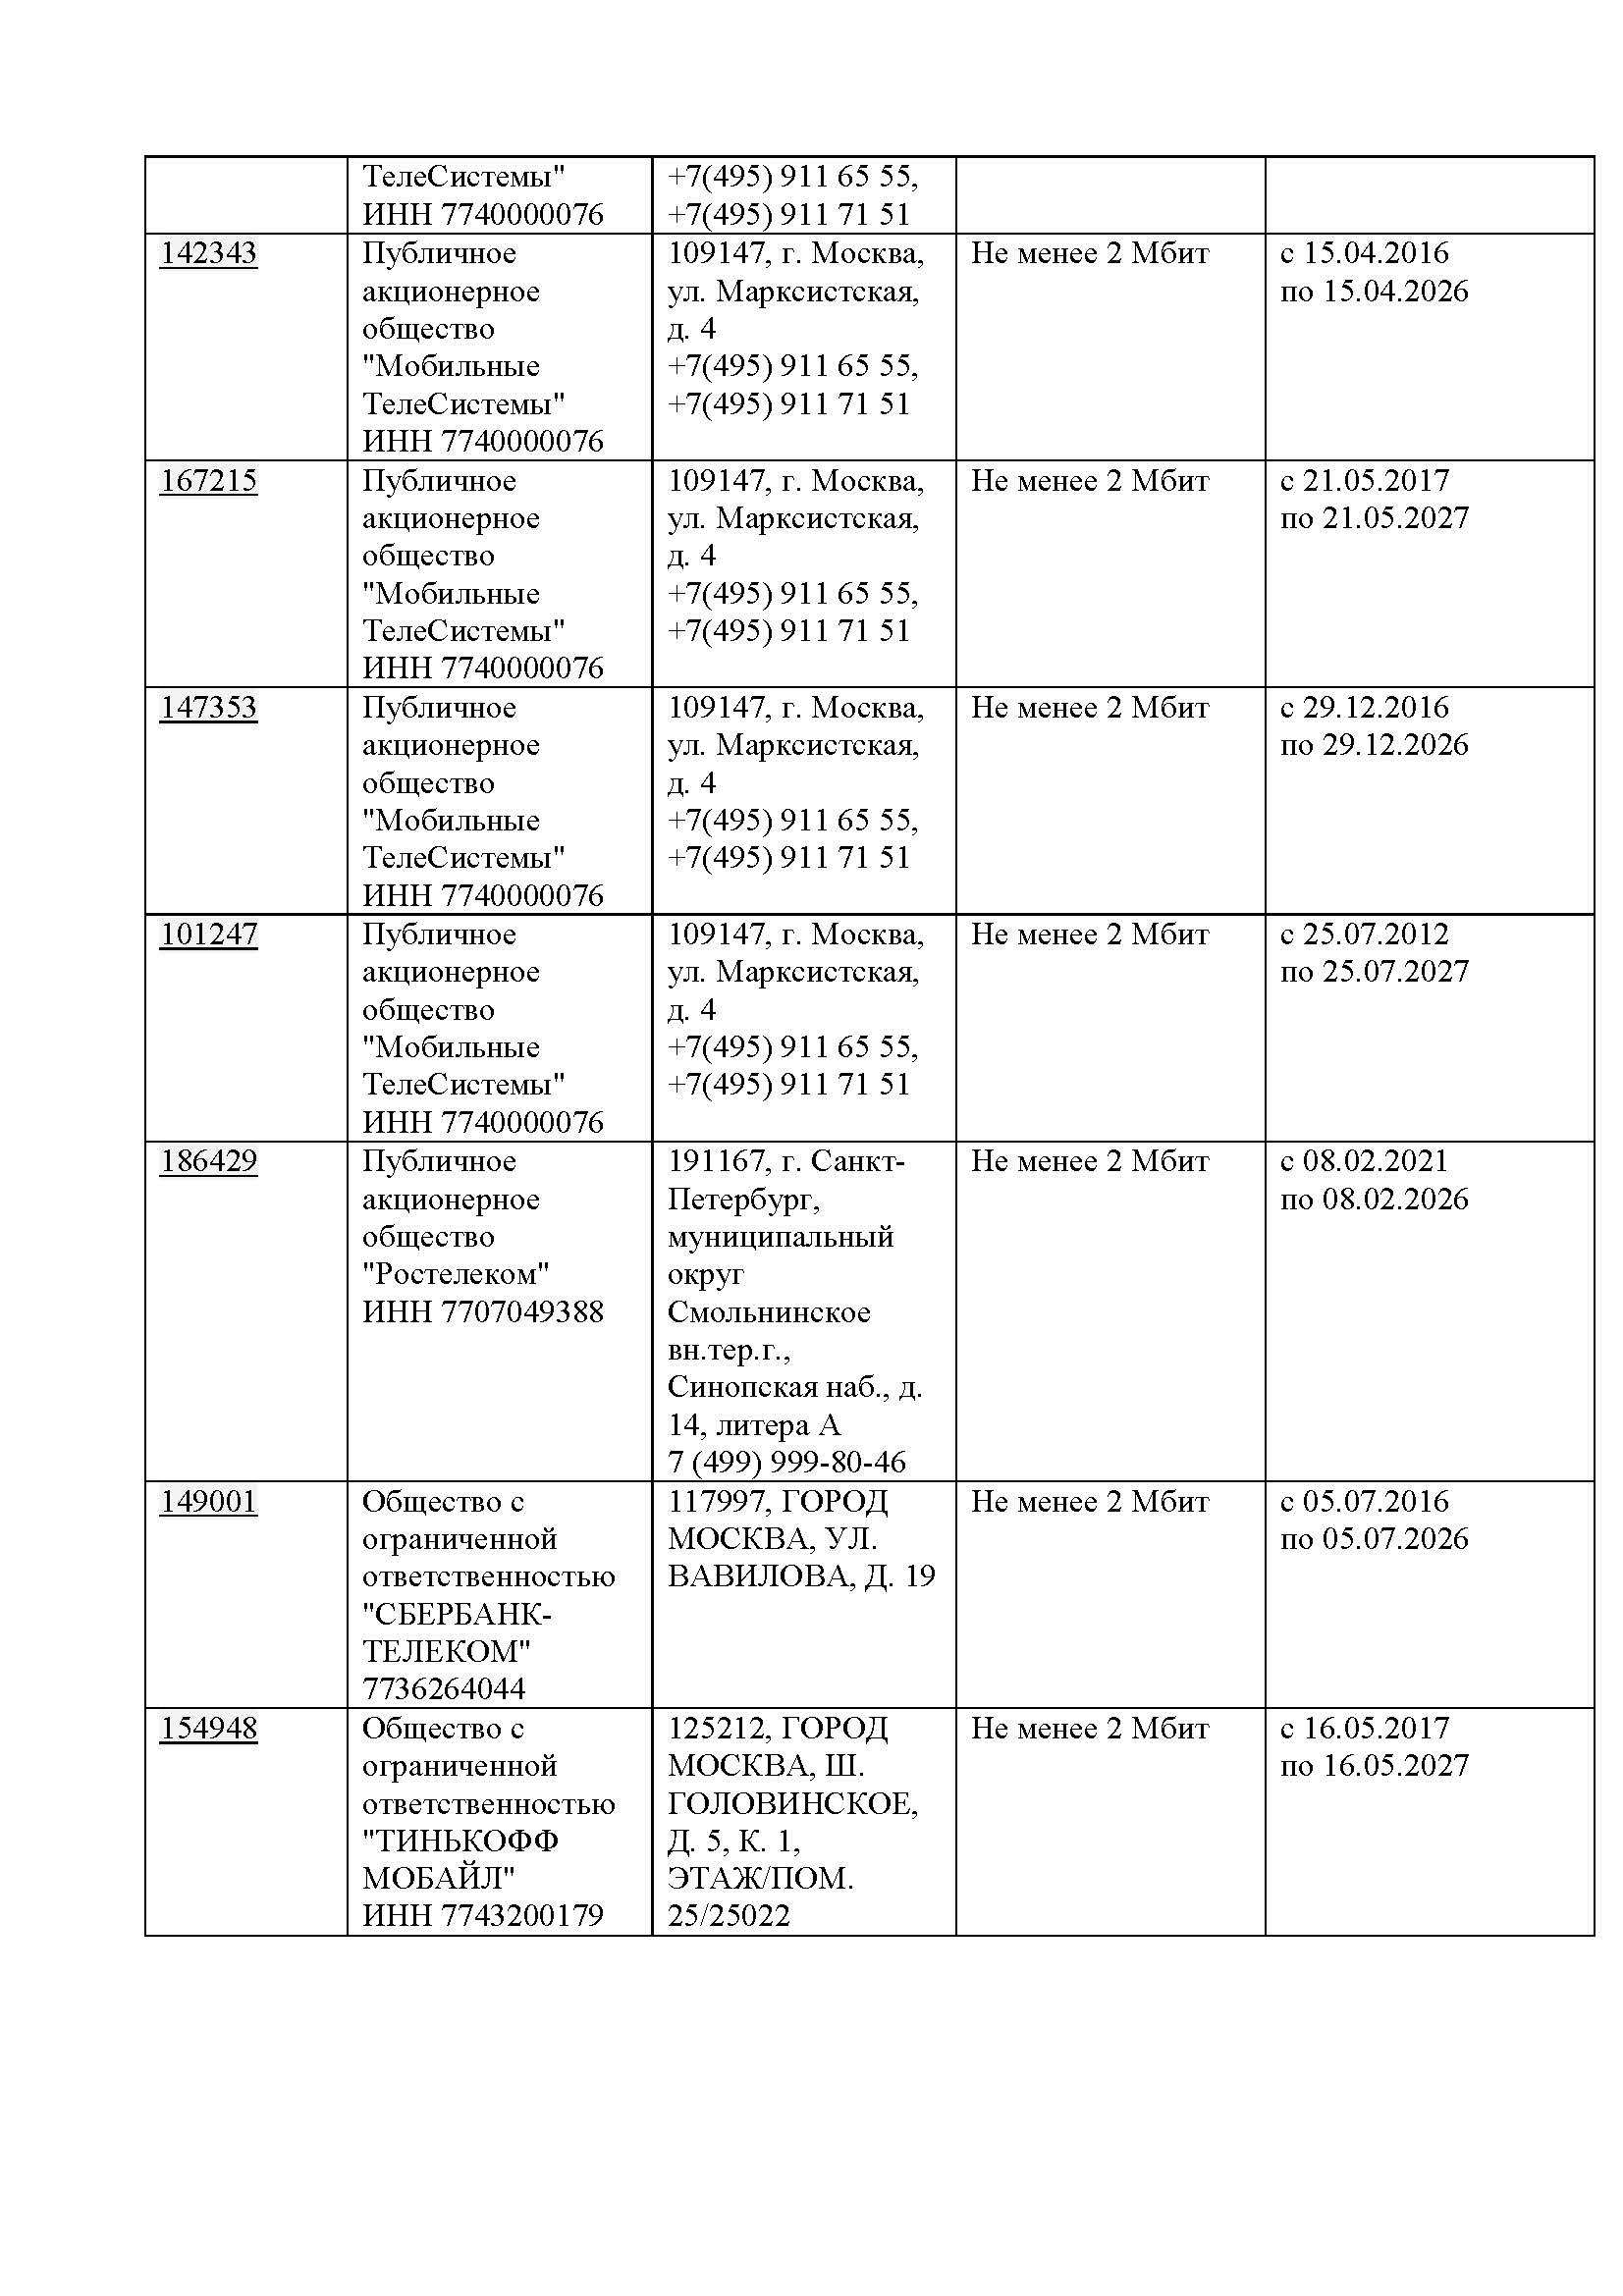 ТелеСистемы"
ИНН 7740000076
+7(495) 911 65 55,
+7(495) 911 71 51
142343
Публичное
акционерное
общество
"Мобильные
ТелеСистемы"
ИНН 7740000076
109147, г. Москва,
ул. Марксистская,
д. 4
+7(495) 911 65 55,
+7(495) 911 71 51
Не менее 2 Мбит
с 15.04.2016
по 15.04.2026
167215
Публичное
акционерное
общество
"Мобильные
ТелеСистемы"
ИНН 7740000076
109147, г. Москва,
ул. Марксистская,
д. 4
+7(495) 911 65 55,
+7(495) 911 71 51
Не менее 2 Мбит
с 21.05.2017
по 21.05.2027
147353
Публичное
акционерное
общество
"Мобильные
ТелеСистемы"
ИНН 7740000076
109147, г. Москва,
ул. Марксистская,
д. 4
+7(495) 911 65 55,
+7(495) 911 71 51
Не менее 2 Мбит
с 29.12.2016
по 29.12.2026
101247
Публичное
акционерное
общество
"Мобильные
ТелеСистемы"
ИНН 7740000076
109147, г. Москва,
ул. Марксистская,
д. 4
+7(495) 911 65 55,
+7(495) 911 71 51
Не менее 2 Мбит
с 25.07.2012
по 25.07.2027
186429
Публичное
акционерное
общество
"Ростелеком"
ИНН 7707049388
191167, г. Санкт-
Петербург,
муниципальный
округ
Смольнинское
вн.тер.г.,
Синопская наб., д.
14, литера А
7 (499) 999-80-46
Не менее 2 Мбит
с 08.02.2021
по 08.02.2026
149001
Общество с
ограниченной
ответственностью
"СБЕРБАНК-
ТЕЛЕКОМ"
7736264044
117997, ГОРОД
МОСКВА, УЛ.
ВАВИЛОВА, Д. 19
Не менее 2 Мбит
с 05.07.2016
по 05.07.2026
154948
Общество с
ограниченной
ответственностью
"ТИНЬКОФФ
МОБАЙЛ"
ИНН 7743200179
125212, ГОРОД
МОСКВА, Ш.
ГОЛОВИНСКОЕ,
Д. 5, К. 1,
ЭТАЖ/ПОМ.
25/25022
Не менее 2 Мбит
с 16.05.2017
по 16.05.2027